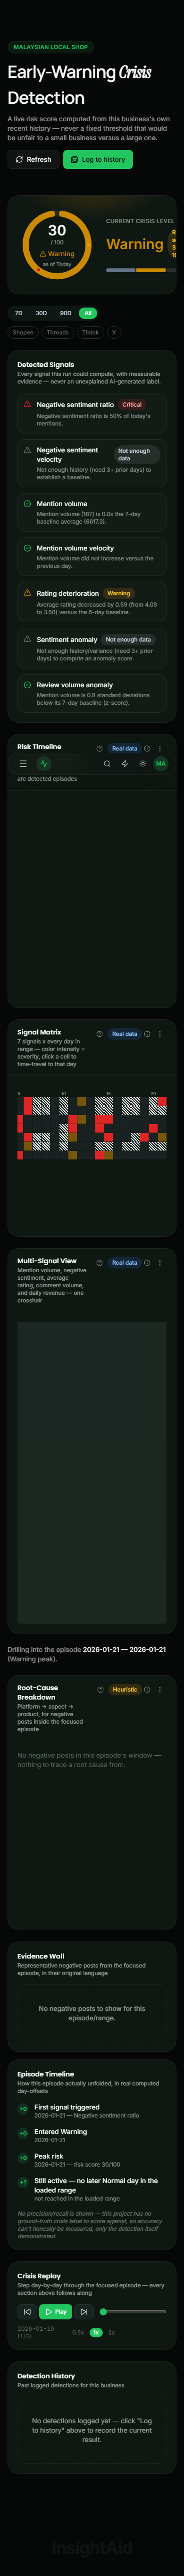 MALAYSIAN LOCAL SHOP
Early-Warning Crisis
Detection
A live risk score computed from this business's own
recent history — never a fixed threshold that would
be unfair to a small business versus a large one.
Refresh
Log to history
30
/ 100
Warning
as of Today
CURRENT CRISIS LEVEL
Warning
7D
30D
90D
All
Shopee
Threads
Tiktok
X
Detected Signals
Every signal this run could compute, with measurable
evidence — never an unexplained AI-generated label.
Negative sentiment ratio
Critical
Negative sentiment ratio is 50% of today's
mentions.
Negative sentiment
velocity
Not enough
data
Not enough history (need 3+ prior days) to
establish a baseline.
Mention volume
Mention volume (187) is 0.0x the 7-day
baseline average (6617.3).
Mention volume velocity
Mention volume did not increase versus the
previous day.
Rating deterioration
Warning
Average rating decreased by 0.59 (from 4.09
to 3.50) versus the 6-day baseline.
Sentiment anomaly
Not enough data
Not enough history/variance (need 3+ prior
days) to compute an anomaly score.
Review volume anomaly
Mention volume is 0.8 standard deviations
below its 7-day baseline (z-score).
Risk Timeline
Real data
MA
are detected episodes
Signal Matrix
Real data
7 signals x every day in
range — color intensity =
severity, click a cell to
time-travel to that day
Multi-Signal View
Real data
Mention volume, negative
sentiment, average
rating, comment volume,
and daily revenue — one
crosshair
Drilling into the episode 2026-01-21 — 2026-01-21
(Warning peak).
Root-Cause
Breakdown
Heuristic
Platform → aspect →
product, for negative
posts inside the focused
episode
No negative posts in this episode's window —
nothing to trace a root cause from.
Evidence Wall
Representative negative posts from the focused
episode, in their original language
No negative posts to show for this
episode/range.
Episode Timeline
How this episode actually unfolded, in real computed
day-offsets
+0
First signal triggered
2026-01-21 — Negative sentiment ratio
+0
Entered Warning
2026-01-21
+0
Peak risk
2026-01-21 — risk score 30/100
+?
Still active — no later Normal day in the
loaded range
not reached in the loaded range
No precision/recall is shown — this project has no
ground-truth crisis label to score against, so accuracy
can't honestly be measured, only the detection itself
demonstrated.
Crisis Replay
Step day-by-day through the focused episode — every
section above follows along
Play
2026-01-19
(1/3)
0.5x
1x
2x
Detection History
Past logged detections for this business
No detections logged yet — click "Log
to history" above to record the current
result.
InsightAid